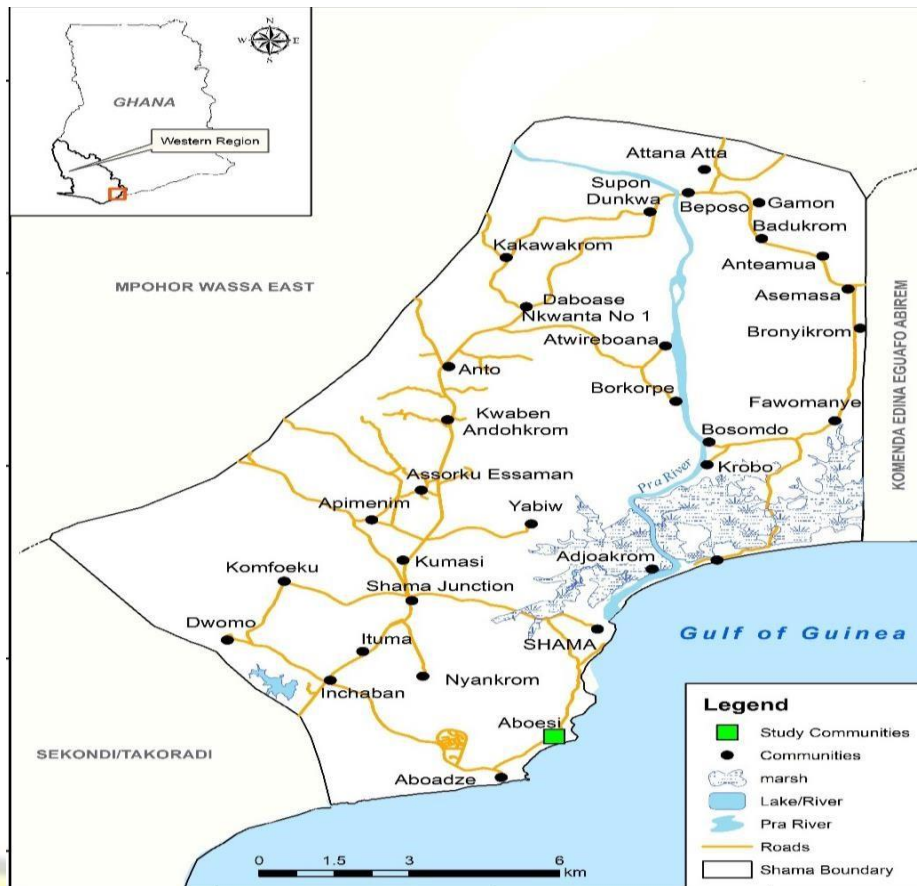 N
W
E
S
GHANA
Western Region
MPOHOR WASSA EAST
SEKONDI/TAKORADI
KOMENDA EDINA EGUAFO ABIREM
Attana Atta
Supon
Dunkwa
Beposo
Gamon
Badukrom
Kakawakrom
Anteamua
Asemasa
Daboase
Nkwanta No 1
Bronyikrom
Atwireboana
Anto
Borkorpe
Kwaben
Andohkrom
Fawomanye
Bosomdo
Krobo
Pra River
Assorku Essaman
Apimenim
Yabiw
Kumasi
Adjoakrom
Komfoeku
Shama Junction
Dwomo
Ituma
SHAMA
Gulf of Guinea
Nyankrom
Inchaban
Aboesi
Aboadze
0 1.5 3 6
km
Legend
Study Communities
Communities
marsh
Lake/River
Pra River
Roads
Shama Boundary